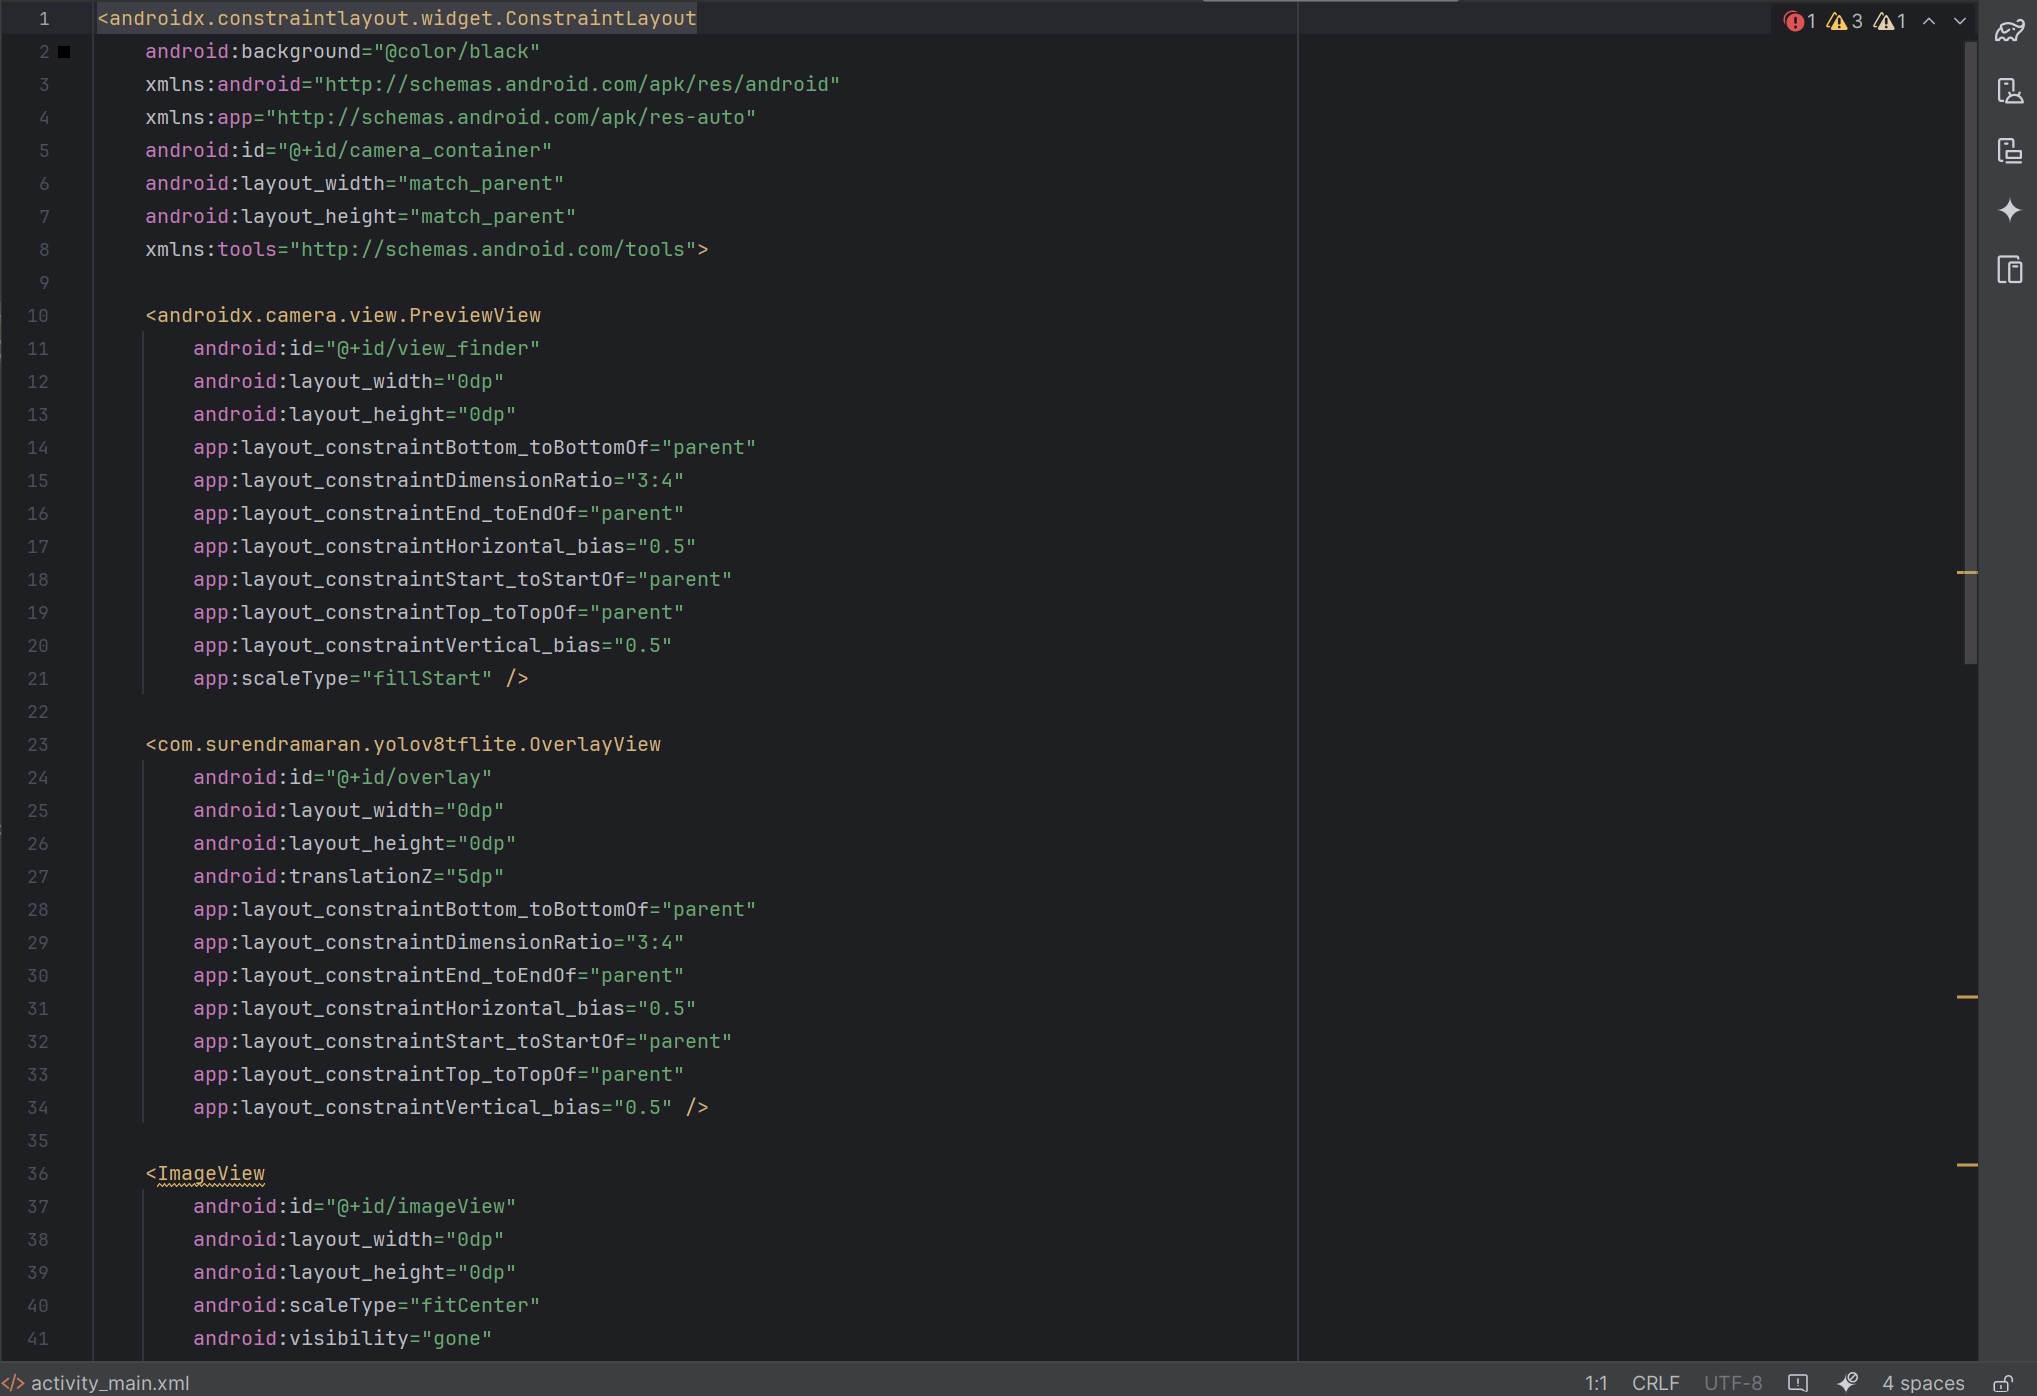 1 <androidx.constraintlayout.widget.ConstraintLayout
1 3 1
2 android:background="@color/black"
3 xmlns:android="http://schemas.android.com/apk/res/android"
4 xmlns:app="http://schemas.android.com/apk/res-auto"
5 android:id="@+id/camera_container"
6 android:layout_width="match_parent"
7 android:layout_height="match_parent"
8 xmlns:tools="http://schemas.android.com/tools">
9
10 <androidx.camera.view.PreviewView
11 android:id="@+id/view_finder"
12 android:layout_width="0dp"
13 android:layout_height="0dp"
14 app:layout_constraintBottom_toBottomOf="parent"
15 app:layout_constraintDimensionRatio="3:4"
16 app:layout_constraintEnd_toEndOf="parent"
17 app:layout_constraintHorizontal_bias="0.5"
18 app:layout_constraintStart_toStartOf="parent"
19 app:layout_constraintTop_toTopOf="parent"
20 app:layout_constraintVertical_bias="0.5"
21 app:scaleType="fillStart" />
22
23 <com.surendramaran.yolov8tflite.OverlayView
24 android:id="@+id/overlay"
25 android:layout_width="0dp"
26 android:layout_height="0dp"
27 android:translationZ="5dp"
28 app:layout_constraintBottom_toBottomOf="parent"
29 app:layout_constraintDimensionRatio="3:4"
30 app:layout_constraintEnd_toEndOf="parent"
31 app:layout_constraintHorizontal_bias="0.5"
32 app:layout_constraintStart_toStartOf="parent"
33 app:layout_constraintTop_toTopOf="parent"
34 app:layout_constraintVertical_bias="0.5" />
35
36 <ImageView
37 android:id="@+id/imageView"
38 android:layout_width="0dp"
39 android:layout_height="0dp"
40 android:scaleType="fitCenter"
41 android:visibility="gone"
</> activity_main.xml 1:1 CRLF UTF-8 4 spaces